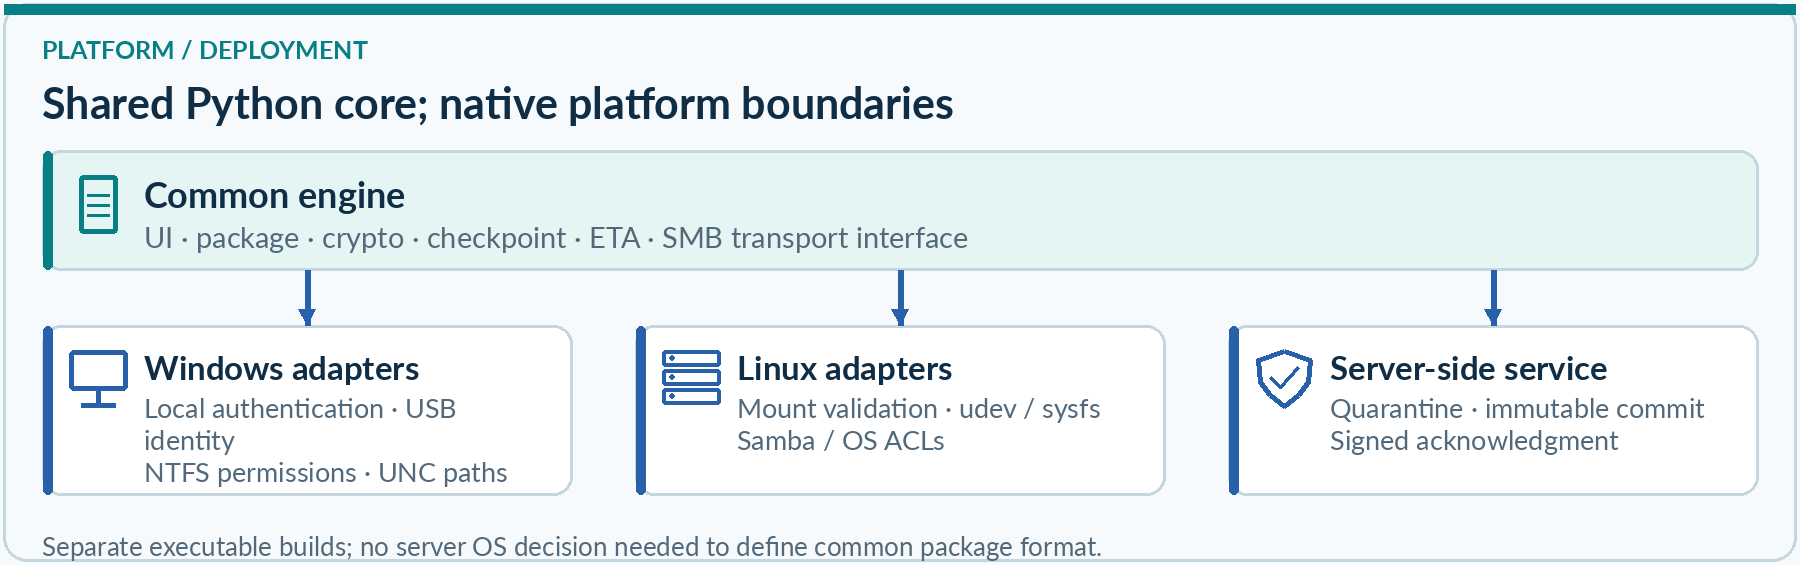 PLATFORM / DEPLOYMENT
Shared Python core; native platform boundaries
Common engine
UI · package · crypto · checkpoint · ETA · SMB transport interface
Windows adapters
Local authentication · USB
identity
NTFS permissions · UNC paths
Linux adapters
Mount validation · udev / sysfs
Samba / OS ACLs
Server-side service
Quarantine · immutable commit
Signed acknowledgment
Separate executable builds; no server OS decision needed to define common package format.